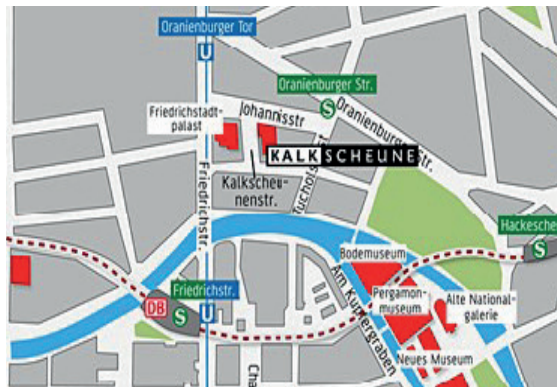 Oranienburger Tor
U
Oranienburger Str.
S
Friedrichstadt-
palast
Johannisstr
Oranienburger Str.
KALKSCHEUNE
Kalkscheu-
nenstr.
Friedrichstr.
Hackesche
S
Bodemuseum
Am Kupfergraben
Pergamon-
museum
Alte National-
galerie
Neues Museum
DB
S
Friedrichstr.
U